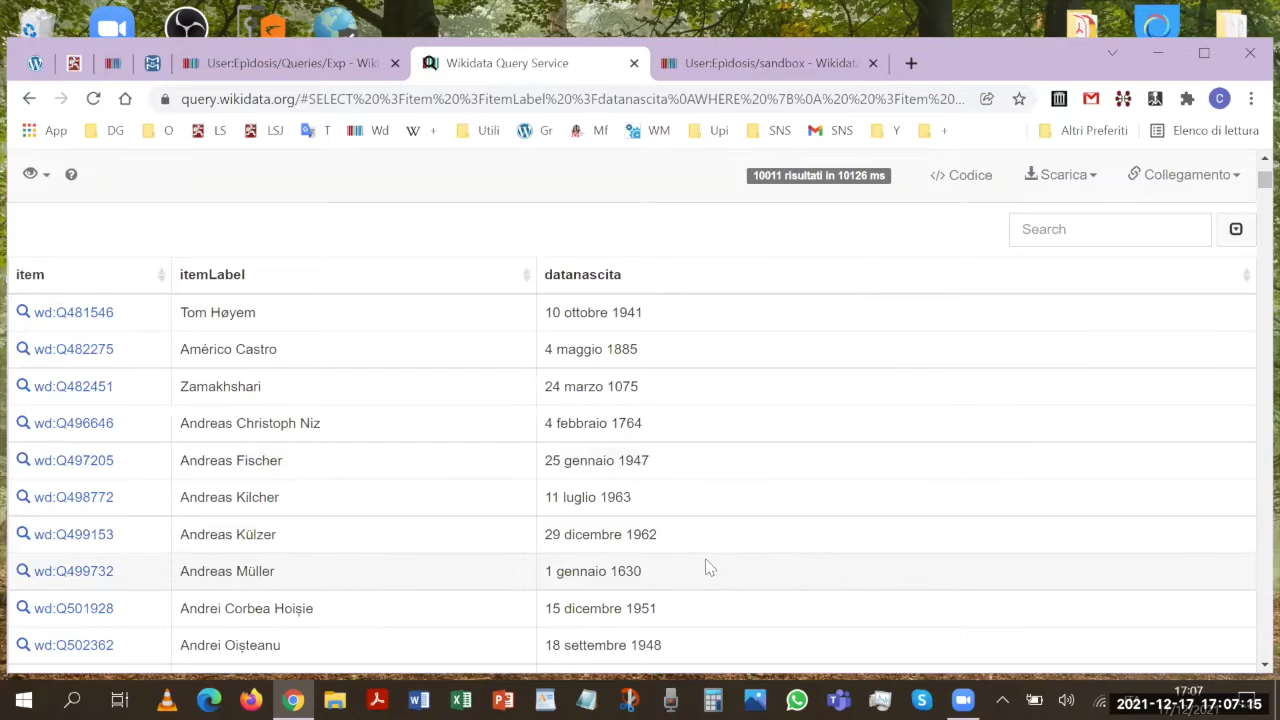 User:Epidosis/Queries/Exp - Wiki
Wikidata Query Service
User:Epidosis/sandbox - Wikidat
query.wikidata.org/#SELECT%20%3Fitem%20%3FitemLabel%20%3Fdatanascita%0AWHERE%20%7B%0A%20%20%3Fitem%20...
C
App
DG
O
LS
LSJ
T
Wd
+
Utili
Gr
Mf
WM
Upi
SNS
SNS
Y
+
Altri Preferiti
Elenco di lettura
10011 risultati in 10126 ms
</> Codice
Scarica
Collegamento
Search
item itemLabel datanascita
wd:Q481546 Tom Høyem 10 ottobre 1941
wd:Q482275 Américo Castro 4 maggio 1885
wd:Q482451 Zamakhshari 24 marzo 1075
wd:Q496646 Andreas Christoph Niz 4 febbraio 1764
wd:Q497205 Andreas Fischer 25 gennaio 1947
wd:Q498772 Andreas Kilcher 11 luglio 1963
wd:Q499153 Andreas Külzer 29 dicembre 1962
wd:Q499732 Andreas Müller 1 gennaio 1630
wd:Q501928 Andrei Corbea Hoișie 15 dicembre 1951
wd:Q502362 Andrei Oișteanu 18 settembre 1948
17:07
2021-12-17 17:07:15